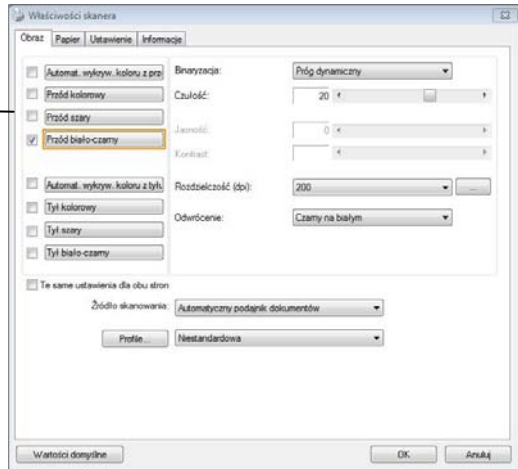 Właściwości skanera
Obraz Papier Ustawienie Informacje
Automat. wykryw. koloru z prz
Przód kolorowy
Przód szary
Przód biało-czarny
Automat. wykryw. koloru z tyłu
Tył kolorowy
Tył szary
Tył biało-czarny
Binaryzacja: Próg dynamiczny
Czułość: 20
Jasność: 0
Kontrast:
Rozdzielczość (dpi): 200 ...
Odwrócenie: Czarny na białym
Te same ustawienia dla obu stron
Źródło skanowania: Automatyczny podajnik dokumentów
Profile... Niestandardowa
Wartości domyślne OK Anuluj